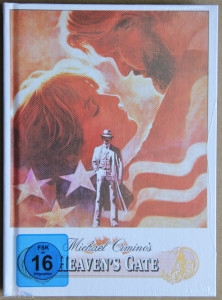 Michael Cimino's
HEAVEN'S GATE
FSK
16